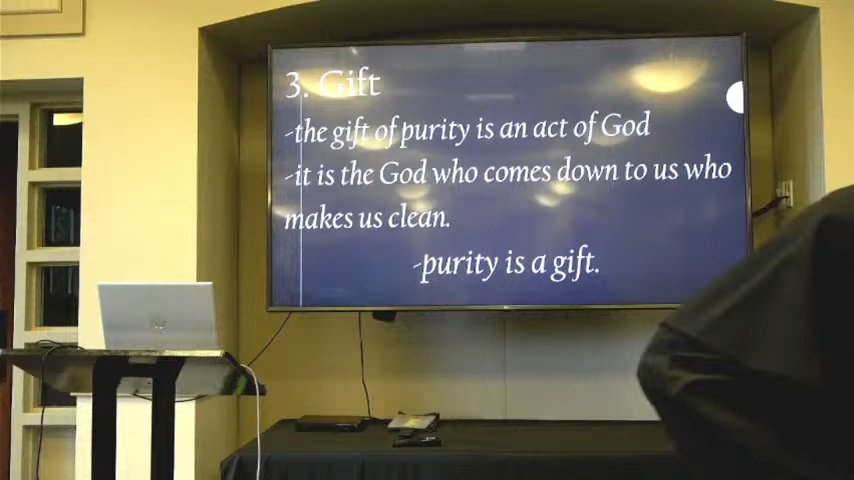 3. Gift
-the gift of purity is an act of God
-it is the God who comes down to us who
makes us clean.
-purity is a gift.